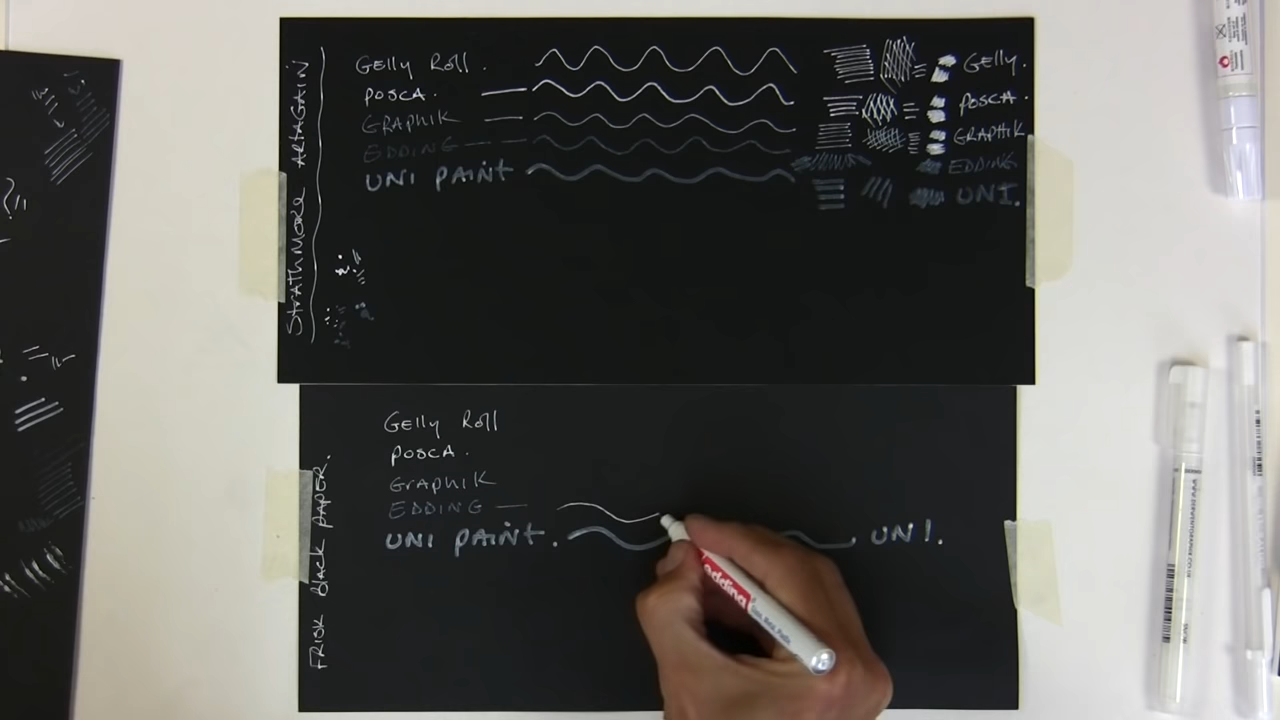 STRATHMORE ARTAGAIN
GELLY ROLL.
POSCA.
GRAPHIK
EDDING
UNI PAINT
GELLY.
POSCA.
GRAPHIK
EDDING.
UNI.
FRISK BLACK PAPER.
GELLY ROLL
POSCA.
GRAPHIK
EDDING
UNI PAINT.
UNI.
edding